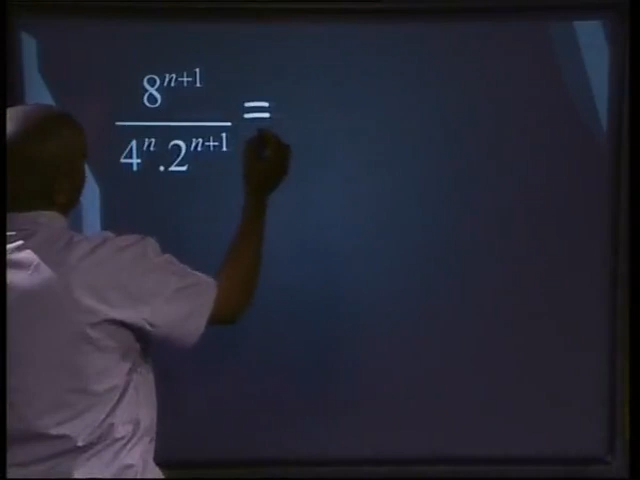 8^{n+1}
=
4^n . 2^{n+1}